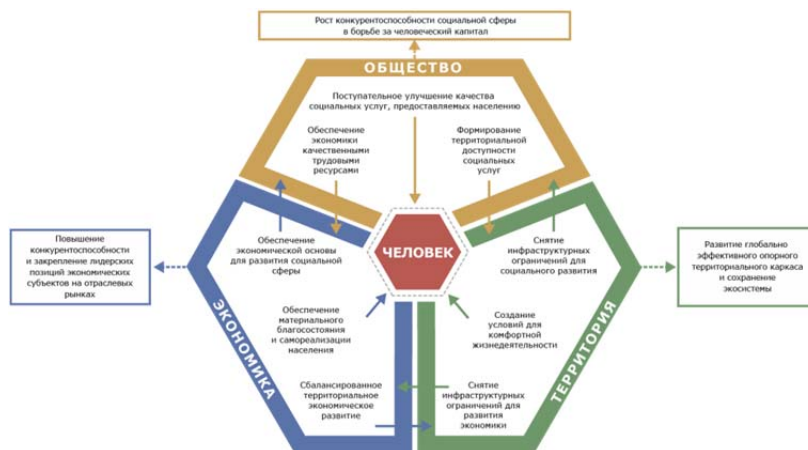 Рост конкурентоспособности социальной сферы
в борьбе за человеческий капитал
ОБЩЕСТВО
Поступательное улучшение качества
социальных услуг, предоставляемых населению
Обеспечение
экономики
качественными
трудовыми
ресурсами
Формирование
территориальной
доступности
социальных
услуг
Повышение
конкурентоспособности
и закрепление лидерских
позиций экономических
субъектов на отраслевых
рынках
Обеспечение
экономической основы
для развития социальной
сферы
ЧЕЛОВЕК
Снятие
инфраструктурных
ограничений для
социального развития
Развитие глобально
эффективного опорного
территориального каркаса
и сохранение
экосистемы
ЭКОНОМИКА
Обеспечение
материального
благосостояния
и самореализации
населения
Создание
условий для
комфортной
жизнедеятельности
ТЕРРИТОРИЯ
Сбалансированное
территориальное
экономическое
развитие
Снятие
инфраструктурных
ограничений для
развития
экономики